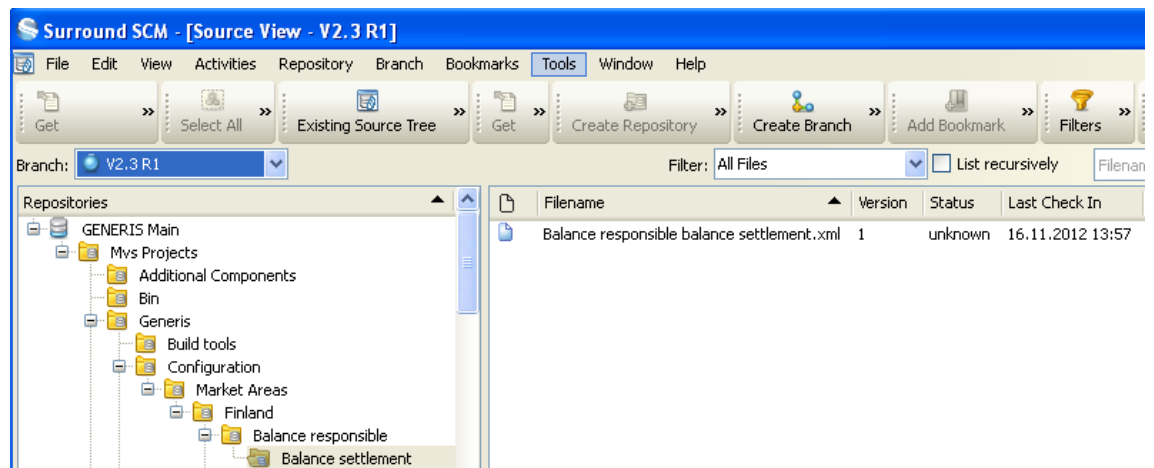 Surround SCM - [Source View - V2.3 R1]
File Edit View Activities Repository Branch Bookmarks Tools Window Help
Get » Select All » Existing Source Tree » Get » Create Repository » Create Branch » Add Bookmark » Filters »
Branch: V2.3 R1 Filter: All Files List recursively Filenam
Repositories Filename Version Status Last Check In
GENERIS Main Balance responsible balance settlement.xml 1 unknown 16.11.2012 13:57
Mvs Projects
Additional Components
Bin
Generis
Build tools
Configuration
Market Areas
Finland
Balance responsible
Balance settlement